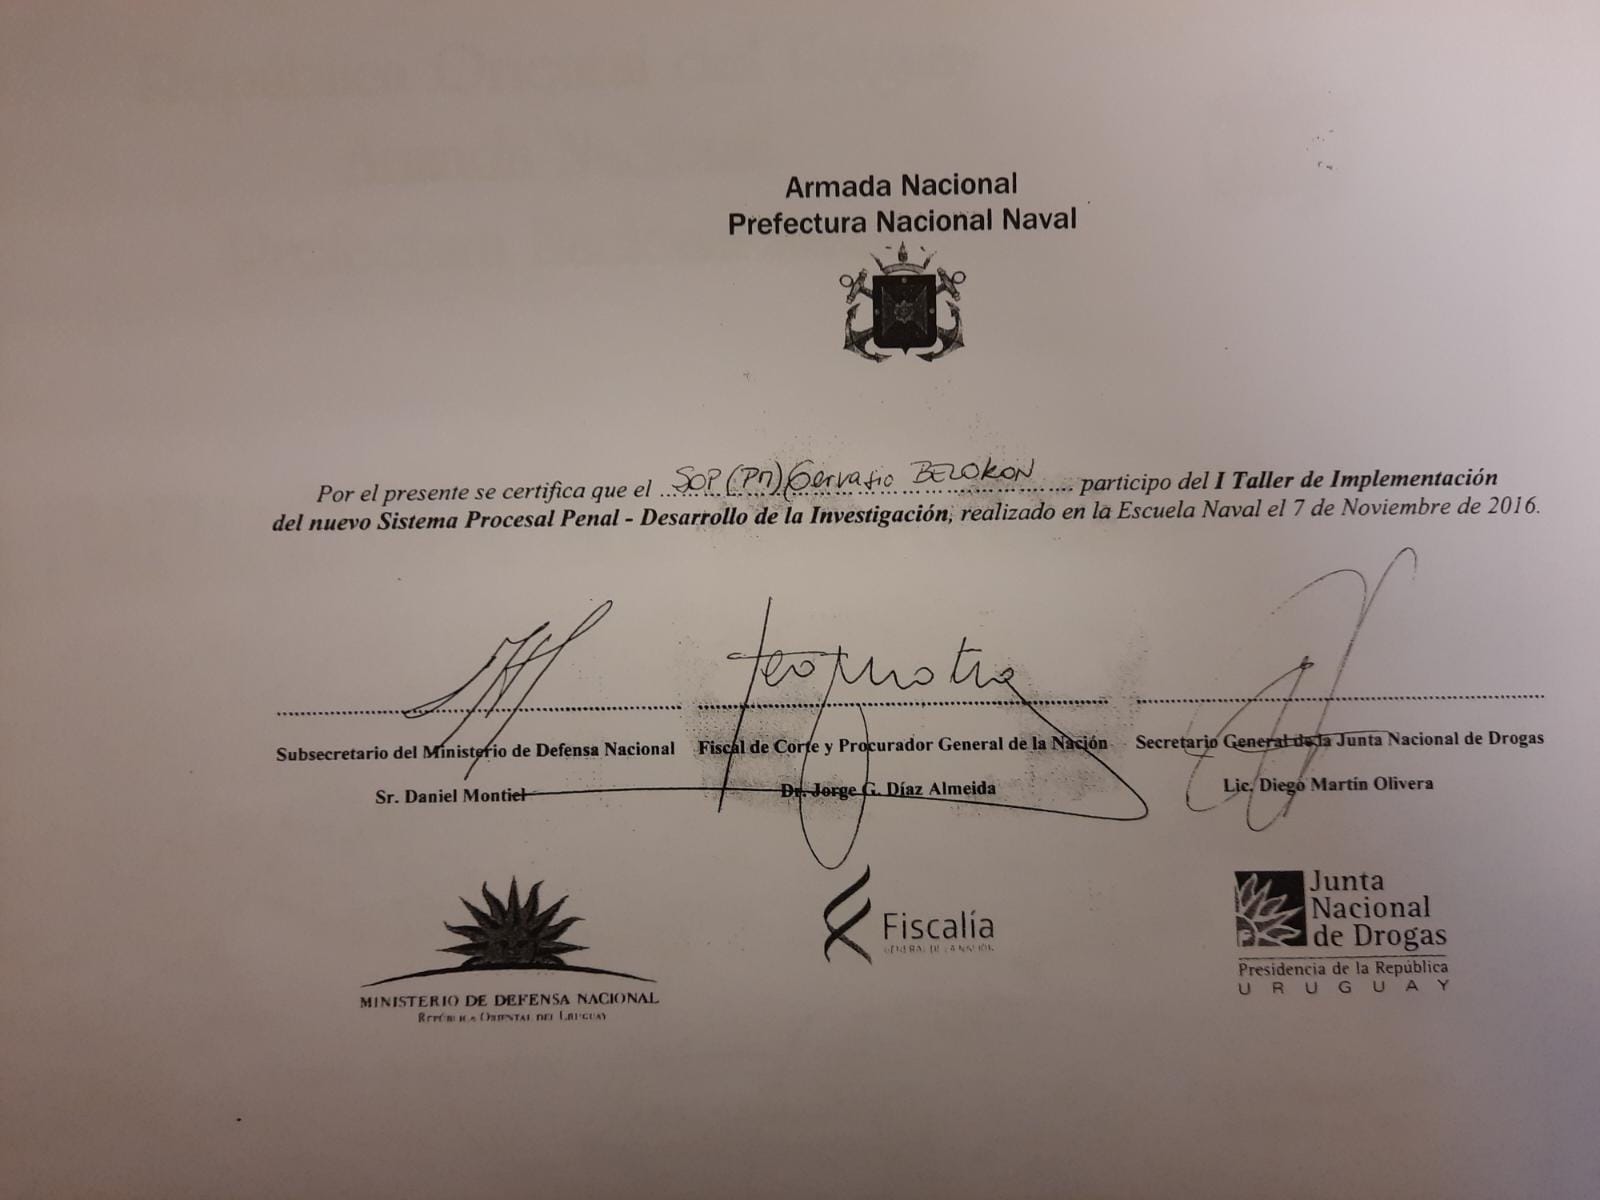 Armada Nacional
Prefectura Nacional Naval
Por el presente se certifica que el SOP (PN) Gervasio BELOKON participo del I Taller de Implementación
del nuevo Sistema Procesal Penal - Desarrollo de la Investigación, realizado en la Escuela Naval el 7 de Noviembre de 2016.
Subsecretario del Ministerio de Defensa Nacional
Sr. Daniel Montiel
Fiscal de Corte y Procurador General de la Nación
Dr. Jorge G. Díaz Almeida
Secretario General de la Junta Nacional de Drogas
Lic. Diego Martín Olivera
MINISTERIO DE DEFENSA NACIONAL
REPÚBLICA ORIENTAL DEL URUGUAY
Fiscalía
GENERAL DE LA NACIÓN
Junta
Nacional
de Drogas
Presidencia de la República
URUGUAY